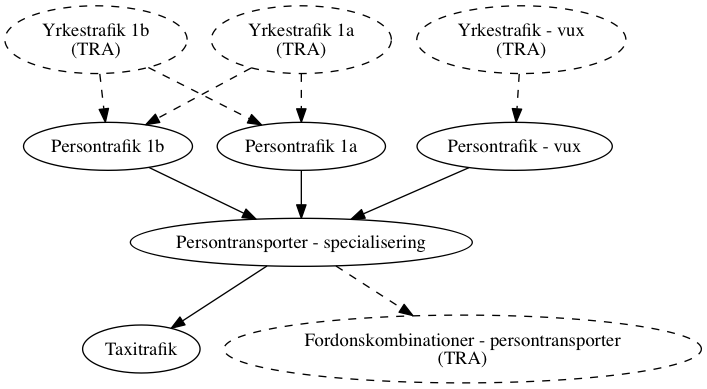 Yrkestrafik 1b
(TRA)
Yrkestrafik 1a
(TRA)
Yrkestrafik - vux
(TRA)
Persontrafik 1b
Persontrafik 1a
Persontrafik - vux
Persontransporter - specialisering
Taxitrafik
Fordonskombinationer - persontransporter
(TRA)